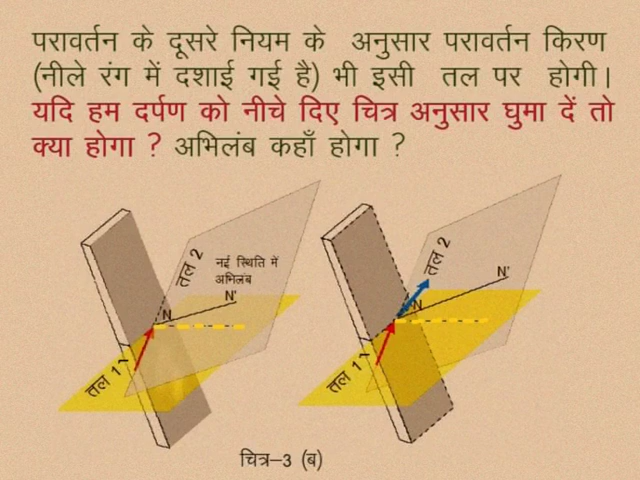 परावर्तन के दूसरे नियम के अनुसार परावर्तन किरण
(नीले रंग में दशाई गई है) भी इसी तल पर होगी।
यदि हम दर्पण को नीचे दिए चित्र अनुसार घुमा दें तो
क्या होगा ? अभिलंब कहाँ होगा ?
तल 2
नई स्थिति में
अभिलंब
N'
N
तल 1
तल 2
N'
N
तल 1
चित्र–3 (ब)